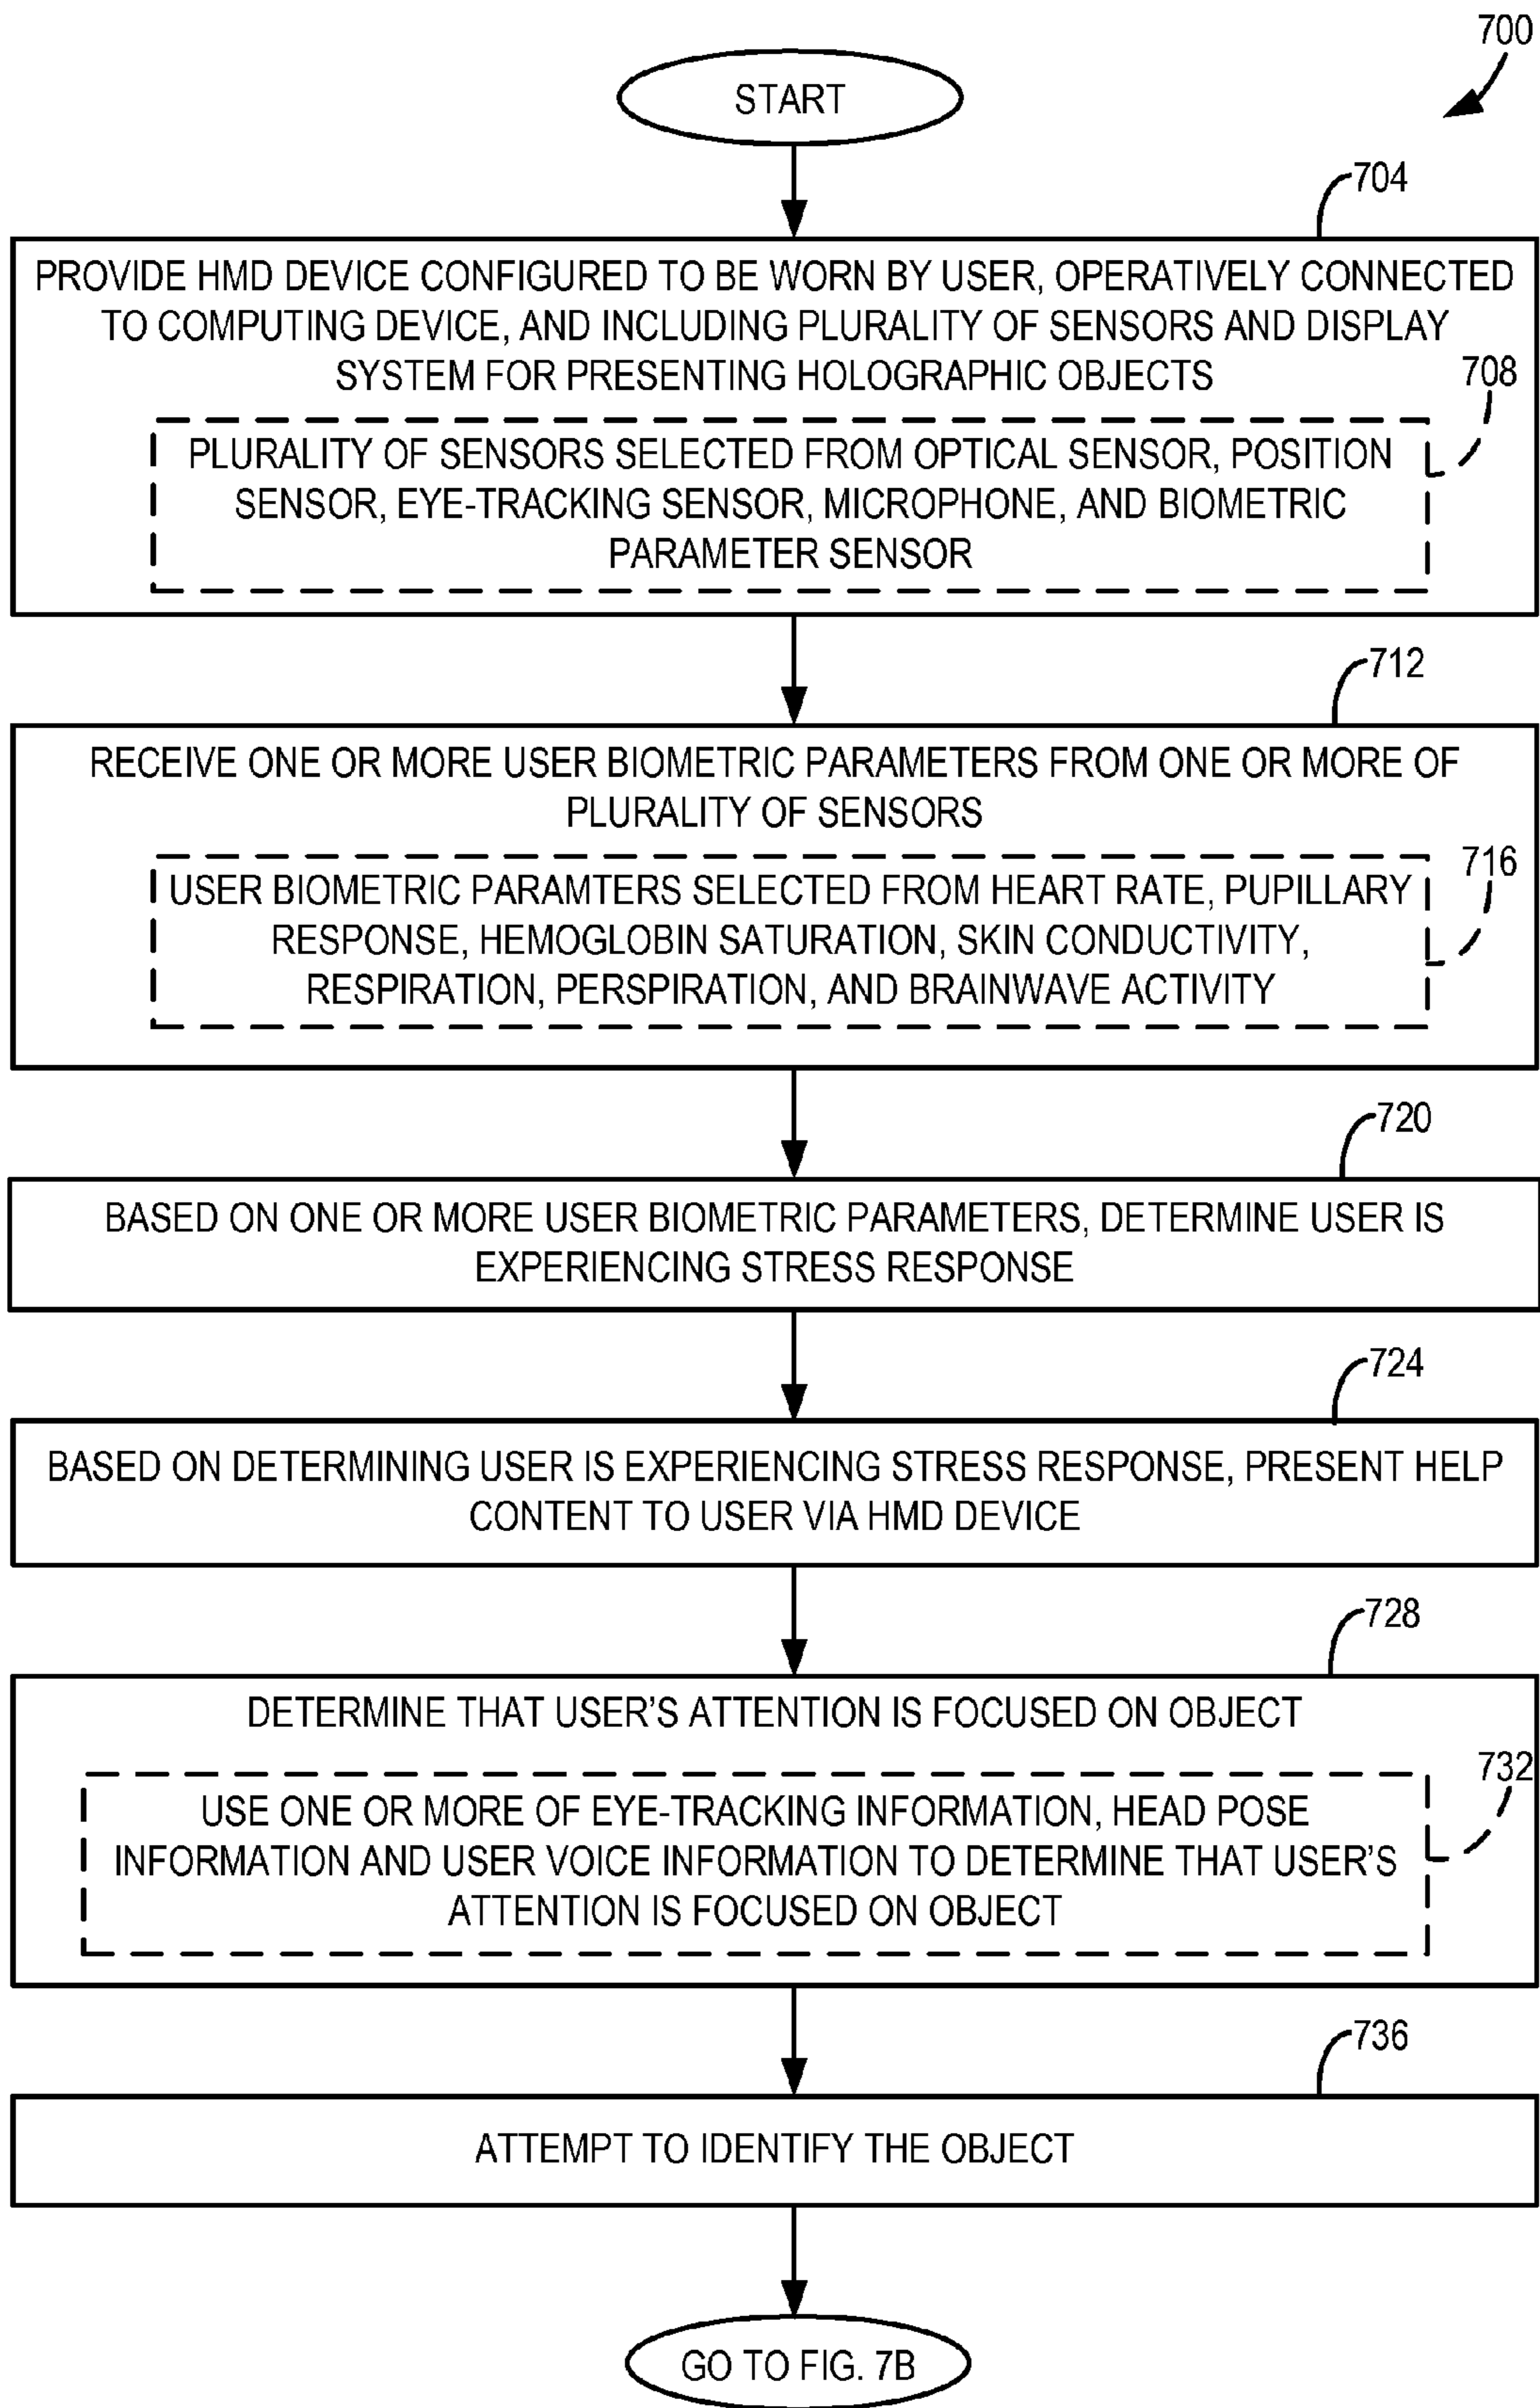 700
START
704
PROVIDE HMD DEVICE CONFIGURED TO BE WORN BY USER, OPERATIVELY CONNECTED
TO COMPUTING DEVICE, AND INCLUDING PLURALITY OF SENSORS AND DISPLAY
SYSTEM FOR PRESENTING HOLOGRAPHIC OBJECTS
708
PLURALITY OF SENSORS SELECTED FROM OPTICAL SENSOR, POSITION
SENSOR, EYE-TRACKING SENSOR, MICROPHONE, AND BIOMETRIC
PARAMETER SENSOR
712
RECEIVE ONE OR MORE USER BIOMETRIC PARAMETERS FROM ONE OR MORE OF
PLURALITY OF SENSORS
716
USER BIOMETRIC PARAMTERS SELECTED FROM HEART RATE, PUPILLARY
RESPONSE, HEMOGLOBIN SATURATION, SKIN CONDUCTIVITY,
RESPIRATION, PERSPIRATION, AND BRAINWAVE ACTIVITY
720
BASED ON ONE OR MORE USER BIOMETRIC PARAMETERS, DETERMINE USER IS
EXPERIENCING STRESS RESPONSE
724
BASED ON DETERMINING USER IS EXPERIENCING STRESS RESPONSE, PRESENT HELP
CONTENT TO USER VIA HMD DEVICE
728
DETERMINE THAT USER'S ATTENTION IS FOCUSED ON OBJECT
732
USE ONE OR MORE OF EYE-TRACKING INFORMATION, HEAD POSE
INFORMATION AND USER VOICE INFORMATION TO DETERMINE THAT USER'S
ATTENTION IS FOCUSED ON OBJECT
736
ATTEMPT TO IDENTIFY THE OBJECT
GO TO FIG. 7B